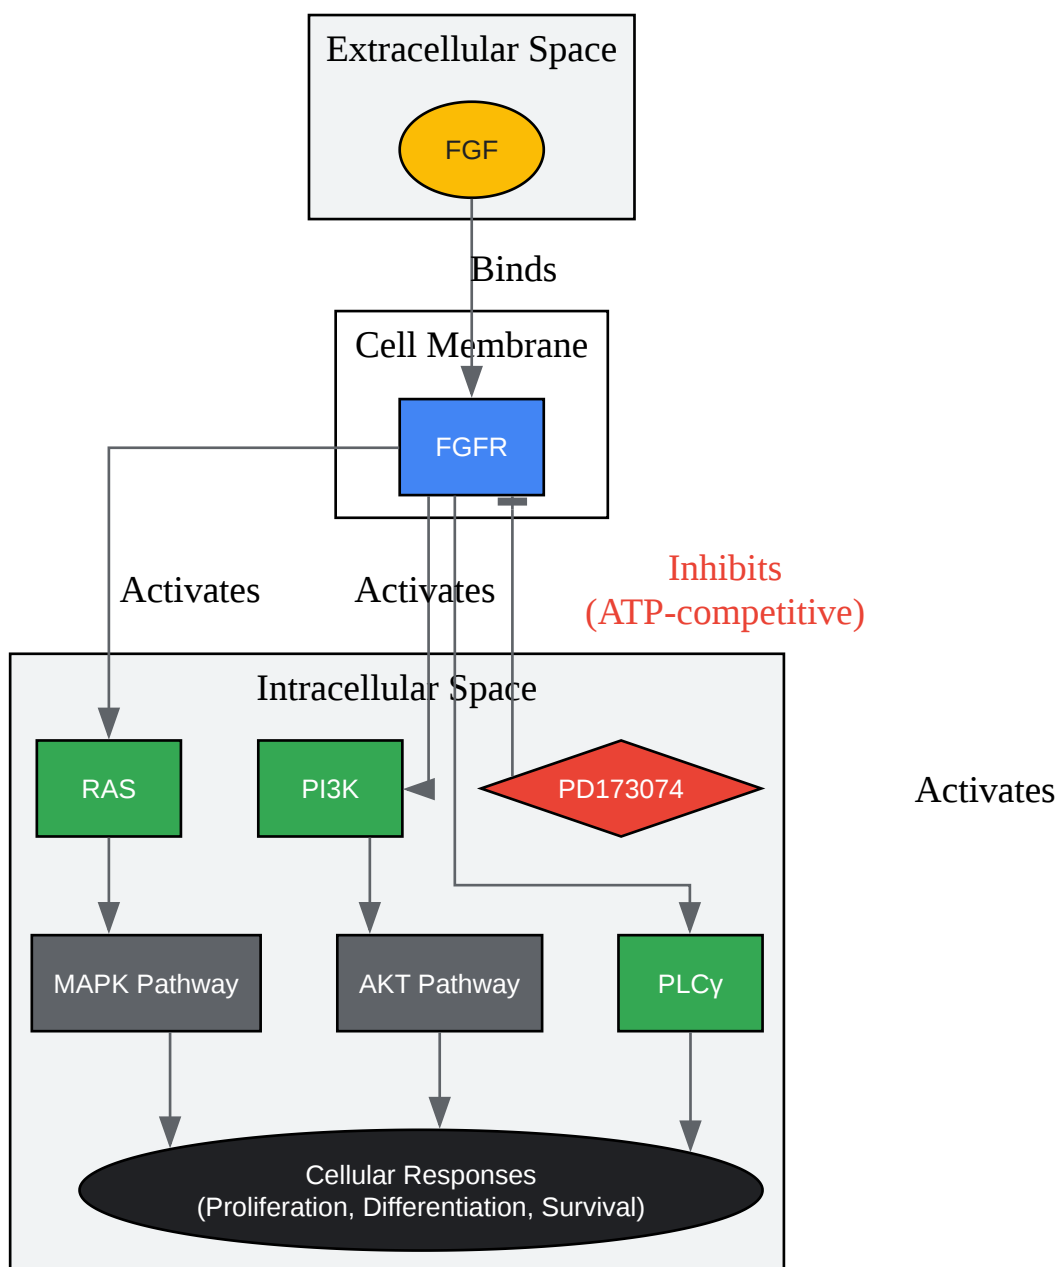 Extracellular Space
FGF
Binds
Cell Membrane
FGFR
Activates
Activates
Inhibits
(ATP-competitive)
Intracellular Space
RAS
PI3K
PD173074
Activates
MAPK Pathway
AKT Pathway
PLCγ
Cellular Responses
(Proliferation, Differentiation, Survival)